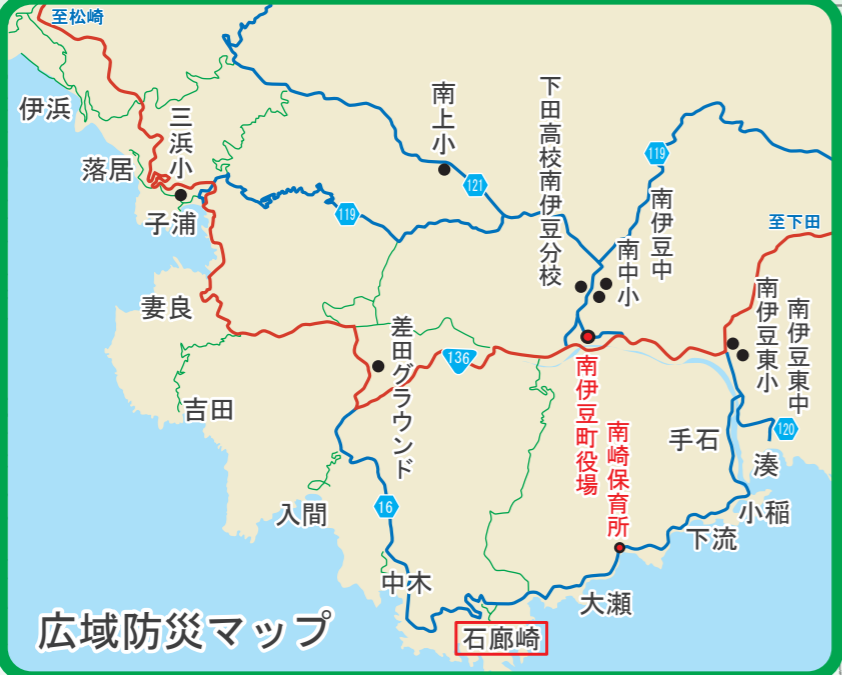 至松崎
伊浜
落居
三浜小
子浦
妻良
吉田
南上小
121
119
下田高校南伊豆分校
119
南伊豆中
南中小
至下田
南伊豆東小
南伊豆東中
差田グラウンド
136
南伊豆町役場
南崎保育所
手石
120
湊
小稲
下流
大瀬
入間
16
中木
石廊崎
広域防災マップ